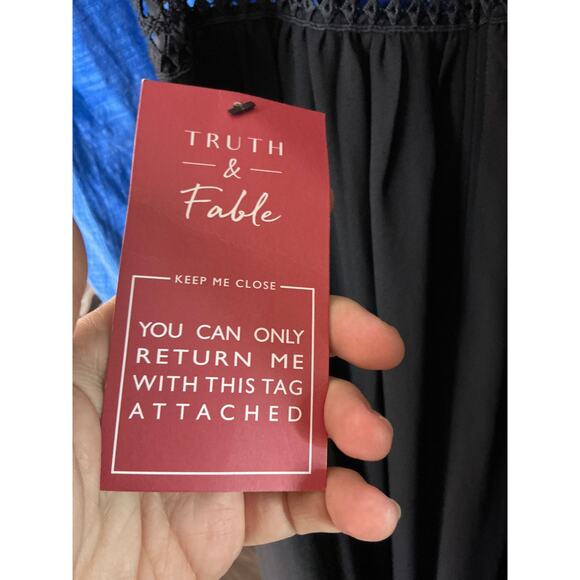 TRUTH
&
Fable
KEEP ME CLOSE
YOU CAN ONLY
RETURN ME
WITH THIS TAG
ATTACHED